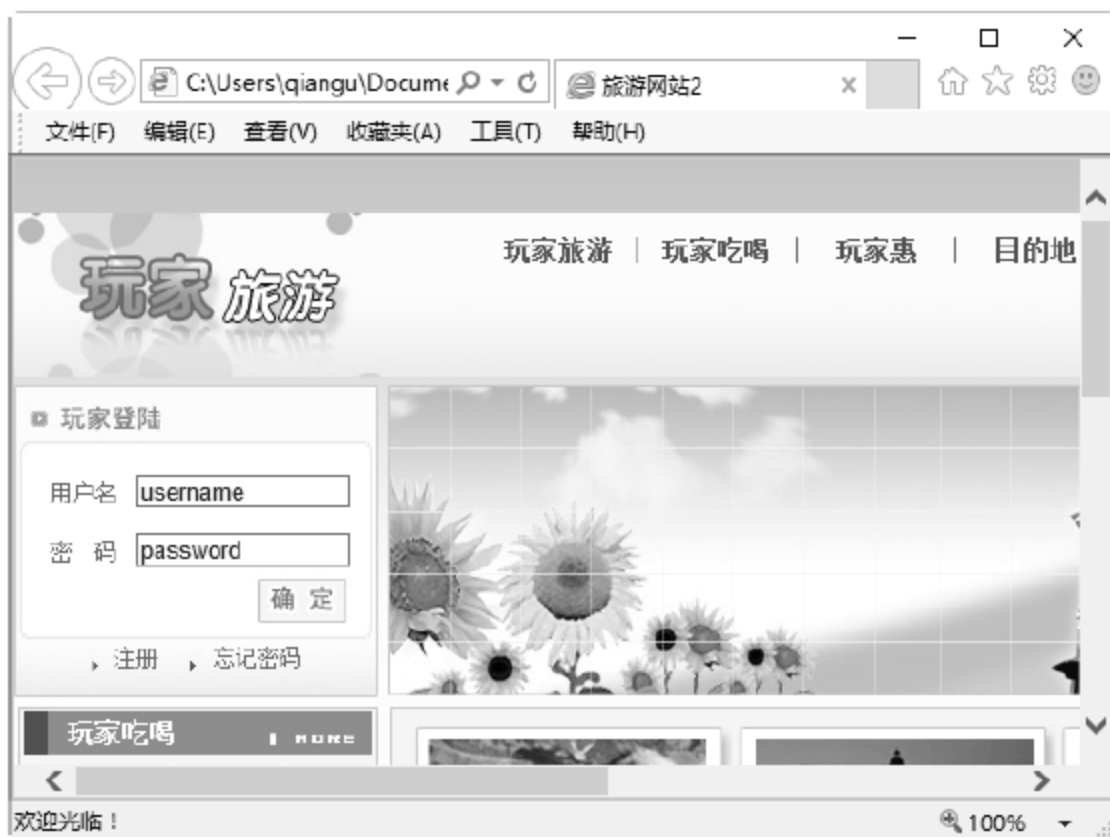 C:\Users\qiangu\Docume
旅游网站2
文件(F) 编辑(E) 查看(V) 收藏夹(A) 工具(T) 帮助(H)
玩家旅游 | 玩家吃喝 | 玩家惠 | 目的地
玩家 旅游
玩家登陆
用户名 username
密 码 password
确 定
注册 忘记密码
玩家吃喝 MORE
欢迎光临！ 100%